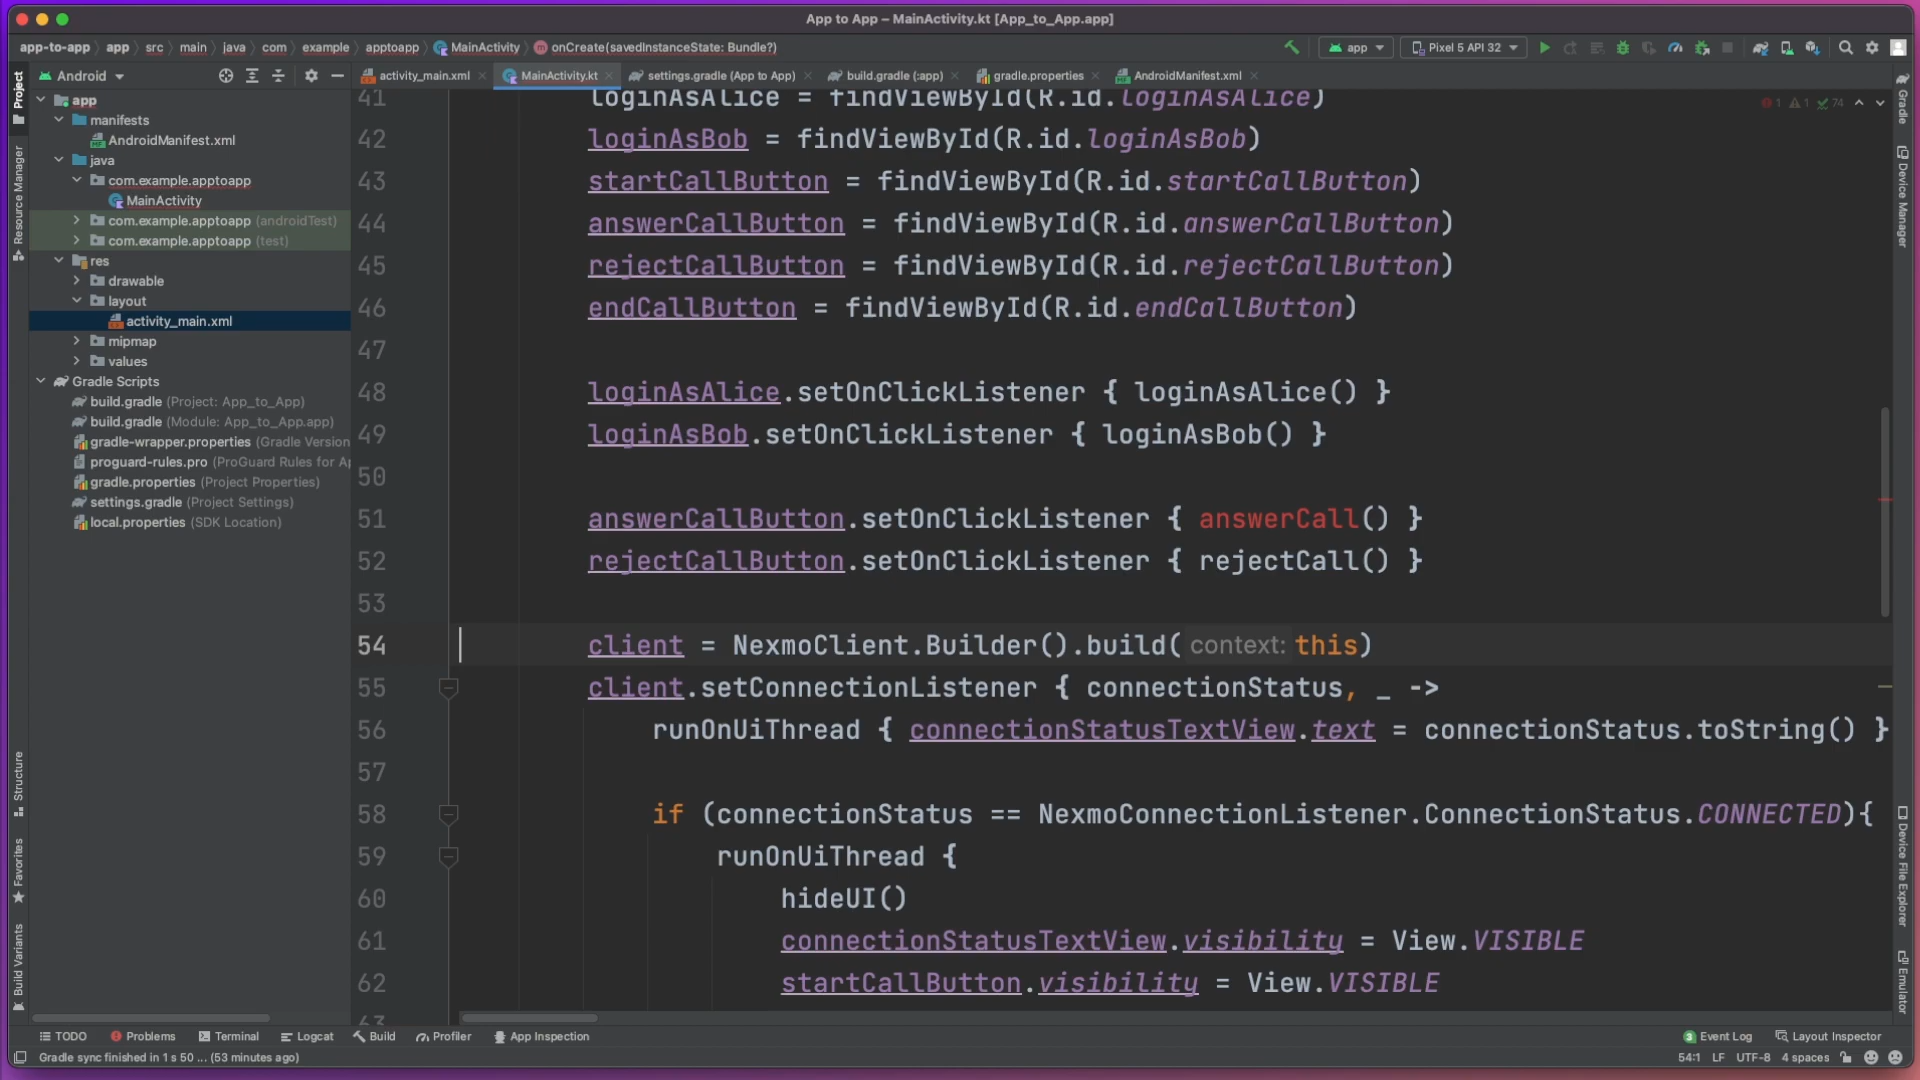 App to App – MainActivity.kt [App_to_App.app]
app-to-app app src main java com example apptoapp MainActivity onCreate(savedInstanceState: Bundle?)
app Pixel 5 API 32
Android
activity_main.xml MainActivity.kt settings.gradle (App to App) build.gradle (:app) gradle.properties AndroidManifest.xml
Project
Resource Manager
Structure
Favorites
Build Variants
app
manifests
AndroidManifest.xml
java
com.example.apptoapp
MainActivity
com.example.apptoapp (androidTest)
com.example.apptoapp (test)
res
drawable
layout
activity_main.xml
mipmap
values
Gradle Scripts
build.gradle (Project: App_to_App)
build.gradle (Module: App_to_App.app)
gradle-wrapper.properties (Gradle Version
proguard-rules.pro (ProGuard Rules for Ap
gradle.properties (Project Properties)
settings.gradle (Project Settings)
local.properties (SDK Location)
1 1 74
41 loginAsAlice = findViewById(R.id.loginAsAlice)
42 loginAsBob = findViewById(R.id.loginAsBob)
43 startCallButton = findViewById(R.id.startCallButton)
44 answerCallButton = findViewById(R.id.answerCallButton)
45 rejectCallButton = findViewById(R.id.rejectCallButton)
46 endCallButton = findViewById(R.id.endCallButton)
47
48 loginAsAlice.setOnClickListener { loginAsAlice() }
49 loginAsBob.setOnClickListener { loginAsBob() }
50
51 answerCallButton.setOnClickListener { answerCall() }
52 rejectCallButton.setOnClickListener { rejectCall() }
53
54 client = NexmoClient.Builder().build( context: this)
55 client.setConnectionListener { connectionStatus, _ ->
56 runOnUiThread { connectionStatusTextView.text = connectionStatus.toString() }
57
58 if (connectionStatus == NexmoConnectionListener.ConnectionStatus.CONNECTED){
59 runOnUiThread {
60 hideUI()
61 connectionStatusTextView.visibility = View.VISIBLE
62 startCallButton.visibility = View.VISIBLE
63
Gradle
Device Manager
Device File Explorer
Emulator
TODO Problems Terminal Logcat Build Profiler App Inspection 3 Event Log Layout Inspector
Gradle sync finished in 1 s 50 ... (53 minutes ago) 54:1 LF UTF-8 4 spaces